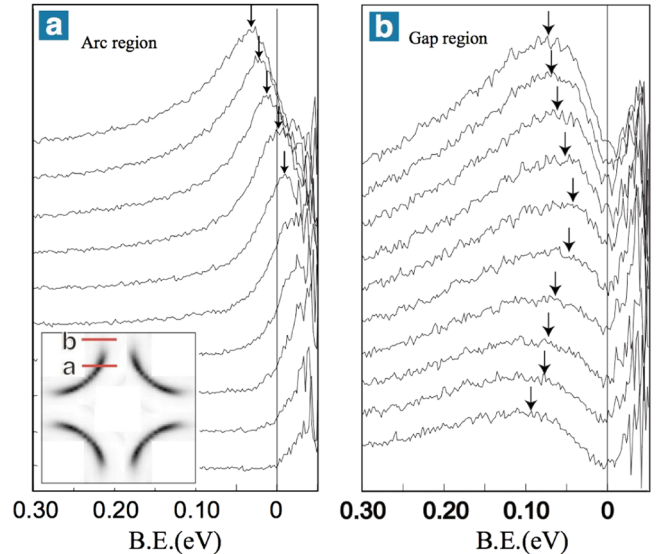 a
Arc region
b
Gap region
b
a
0.30
0.20
0.10
0
0.30
0.20
0.10
0
B.E.(eV)
B.E.(eV)